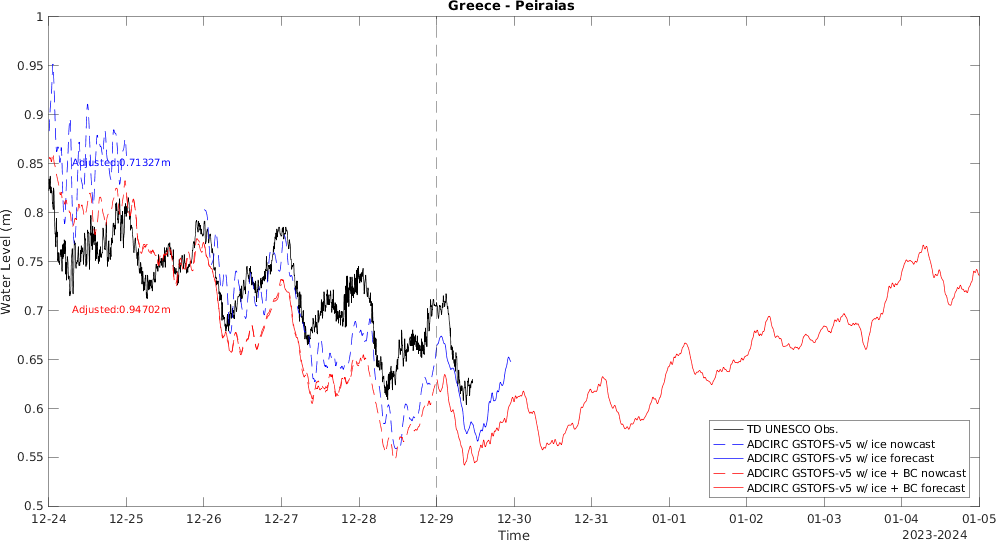 Greece - Peiraias
1
0.95
0.9
0.85
0.8
0.75
0.7
0.65
0.6
0.55
0.5
Water Level (m)
Adjusted:0.71327m
Adjusted:0.94702m
TD UNESCO Obs.
ADCIRC GSTOFS-v5 w/ ice nowcast
ADCIRC GSTOFS-v5 w/ ice forecast
ADCIRC GSTOFS-v5 w/ ice + BC nowcast
ADCIRC GSTOFS-v5 w/ ice + BC forecast
12-24 12-25 12-26 12-27 12-28 12-29 12-30 12-31 01-01 01-02 01-03 01-04 01-05
Time
2023-2024